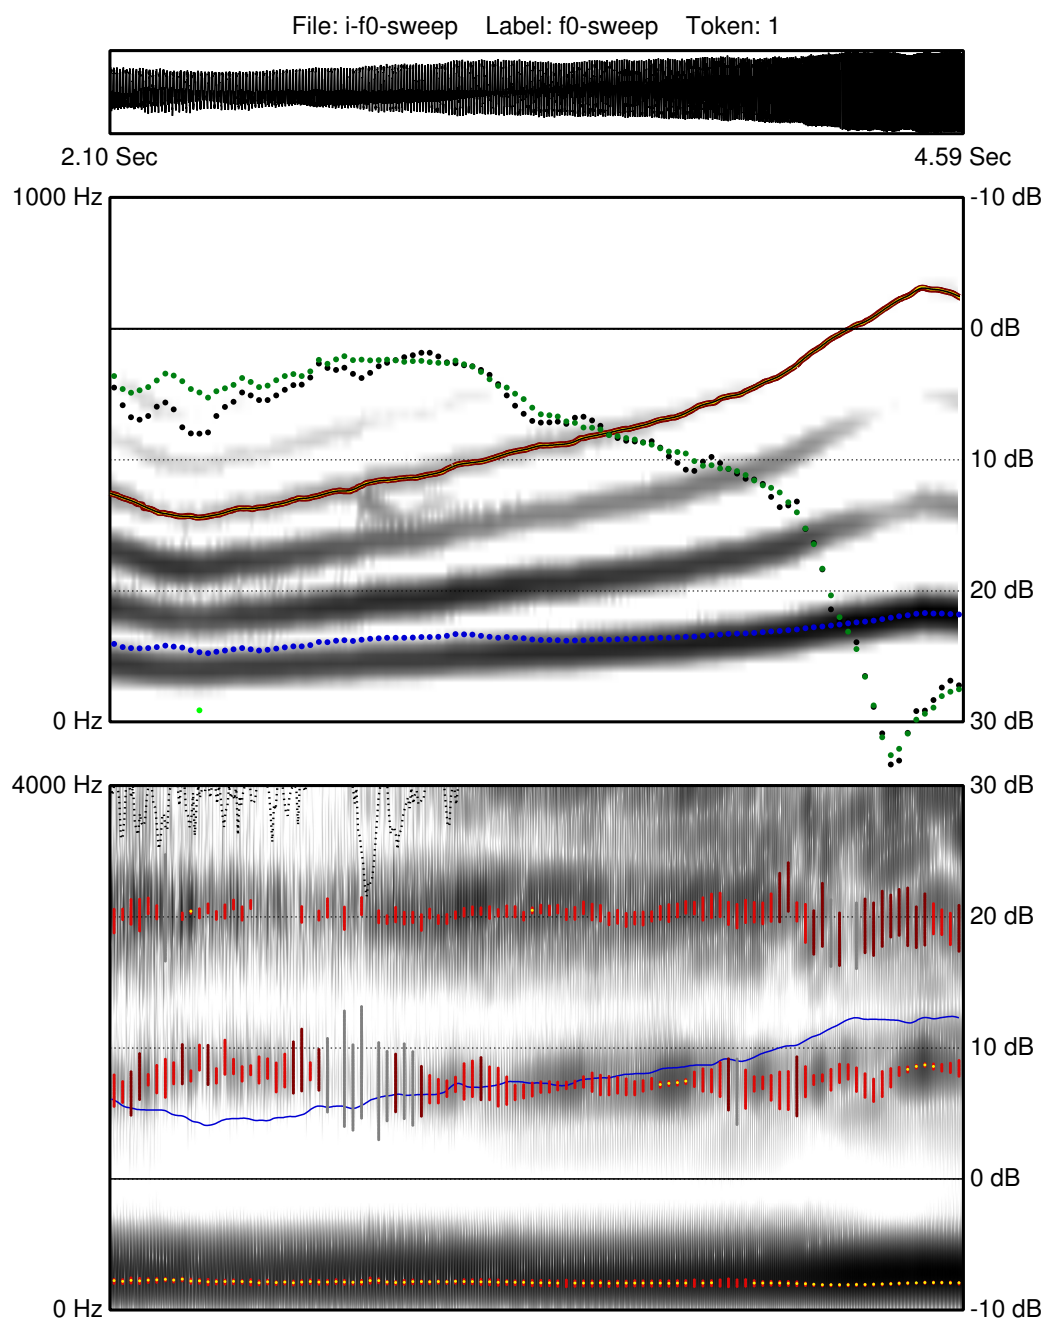 File: i-f0-sweep Label: f0-sweep Token: 1
2.10 Sec 4.59 Sec
1000 Hz -10 dB
0 dB
10 dB
20 dB
0 Hz 30 dB
4000 Hz 30 dB
20 dB
10 dB
0 dB
0 Hz -10 dB